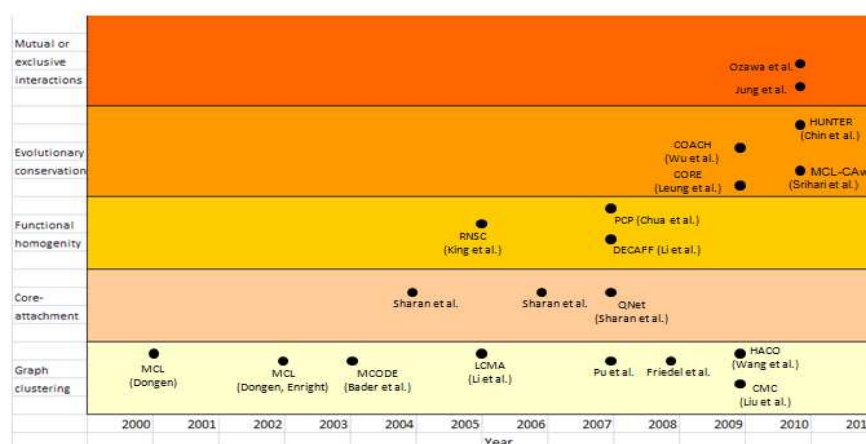 Mutual or
exclusive
interactions
Ozawa et al.
Jung et al.
Evolutionary
conservation
HUNTER
(Chin et al.)
COACH
(Wu et al.)
CORE
(Leung et al.)
MCL-CAw
(Srihari et al.)
Functional
homogenity
RNSC
(King et al.)
PCP (Chua et al.)
DECAFF (Li et al.)
Core-
attachment
Sharan et al.
Sharan et al.
QNet
(Sharan et al.)
Graph
clustering
MCL
(Dongen)
MCL
(Dongen, Enright)
MCODE
(Bader et al.)
LCMA
(Li et al.)
Pu et al.
Friedel et al.
HACO
(Wang et al.)
CMC
(Liu et al.)
2000 2001 2002 2003 2004 2005 2006 2007 2008 2009 2010
Year